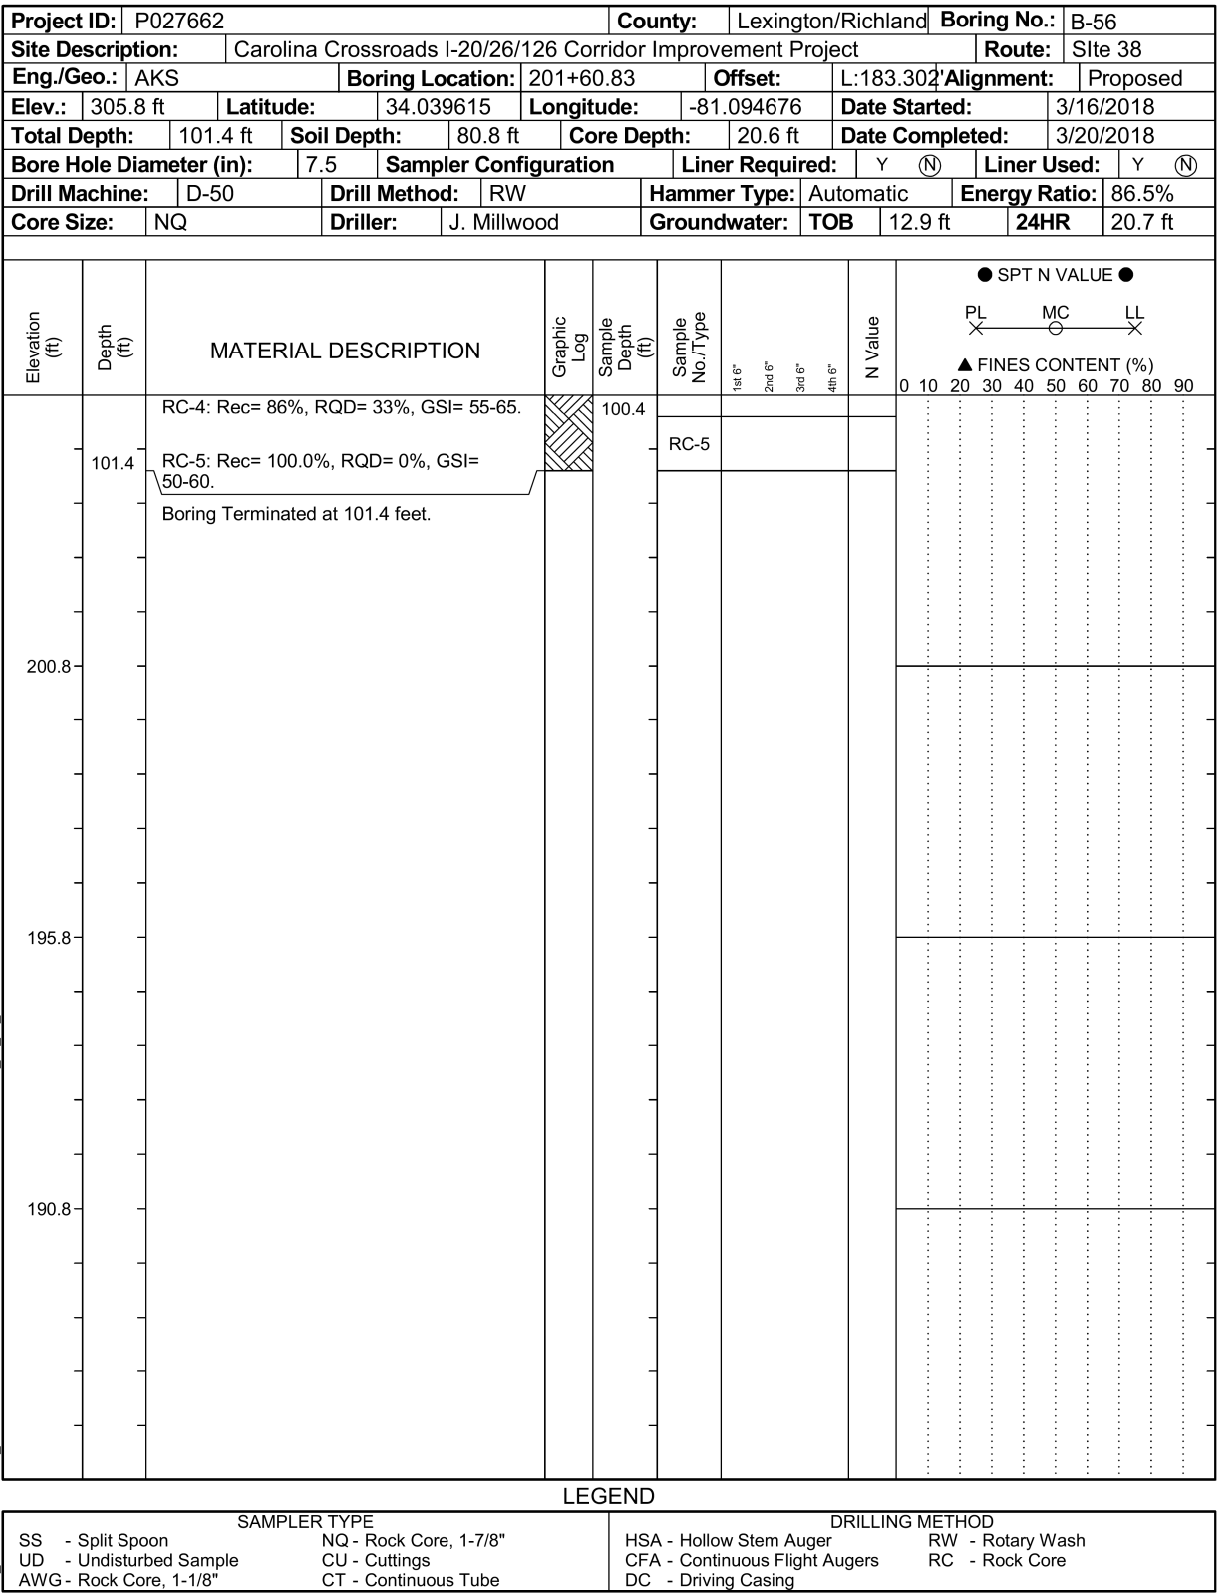 Project ID: P027662 County: Lexington/Richland Boring No.: B-56
Site Description: Carolina Crossroads I-20/26/126 Corridor Improvement Project Route: SIte 38
Eng./Geo.: AKS Boring Location: 201+60.83 Offset: L:183.302' Alignment: Proposed
Elev.: 305.8 ft Latitude: 34.039615 Longitude: -81.094676 Date Started: 3/16/2018
Total Depth: 101.4 ft Soil Depth: 80.8 ft Core Depth: 20.6 ft Date Completed: 3/20/2018
Bore Hole Diameter (in): 7.5 Sampler Configuration Liner Required: Y N Liner Used: Y N
Drill Machine: D-50 Drill Method: RW Hammer Type: Automatic Energy Ratio: 86.5%
Core Size: NQ Driller: J. Millwood Groundwater: TOB 12.9 ft 24HR 20.7 ft
Elevation (ft)
Depth (ft)
MATERIAL DESCRIPTION
Graphic Log
Sample Depth (ft)
Sample No./Type
1st 6"
2nd 6"
3rd 6"
4th 6"
N Value
● SPT N VALUE ●
PL MC LL
▲ FINES CONTENT (%)
0 10 20 30 40 50 60 70 80 90
RC-4: Rec= 86%, RQD= 33%, GSI= 55-65. 100.4
RC-5
101.4 RC-5: Rec= 100.0%, RQD= 0%, GSI=
50-60.
Boring Terminated at 101.4 feet.
200.8
195.8
190.8
LEGEND
SAMPLER TYPE DRILLING METHOD
SS - Split Spoon NQ - Rock Core, 1-7/8" HSA - Hollow Stem Auger RW - Rotary Wash
UD - Undisturbed Sample CU - Cuttings CFA - Continuous Flight Augers RC - Rock Core
AWG - Rock Core, 1-1/8" CT - Continuous Tube DC - Driving Casing